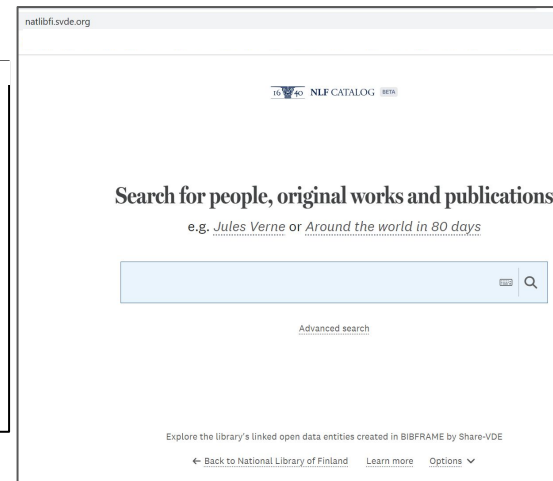 natlibfi.svde.org
16 40 NLF CATALOG BETA
Search for people, original works and publications
e.g. Jules Verne or Around the world in 80 days
Advanced search
Explore the library's linked open data entities created in BIBFRAME by Share-VDE
← Back to National Library of Finland Learn more Options